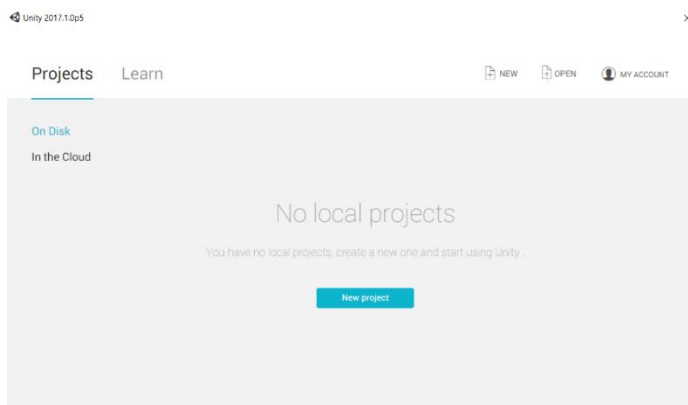 Unity 2017.1.0p5
Projects Learn NEW OPEN MY ACCOUNT
On Disk
In the Cloud
No local projects
You have no local projects, create a new one and start using Unity .
New project